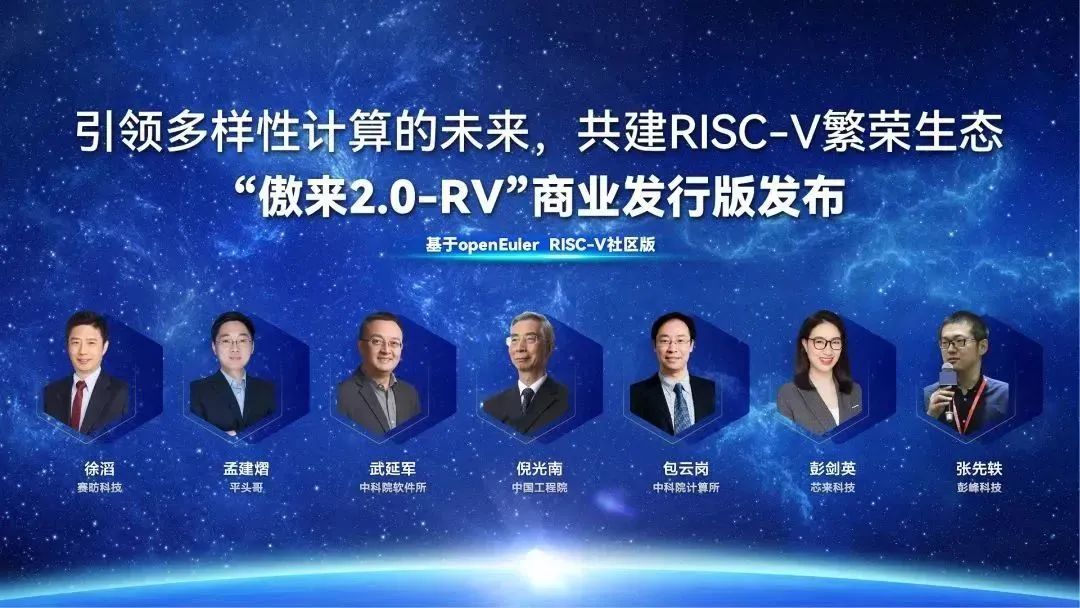 引领多样性计算的未来，共建RISC-V繁荣生态
“傲来2.0-RV”商业发行版发布
基于openEuler RISC-V社区版
徐滔 孟建熠 武延军 倪光南 包云岗 彭剑英 张先轶
赛昉科技 平头哥 中科院软件所 中国工程院 中科院计算所 芯来科技 澎峰科技